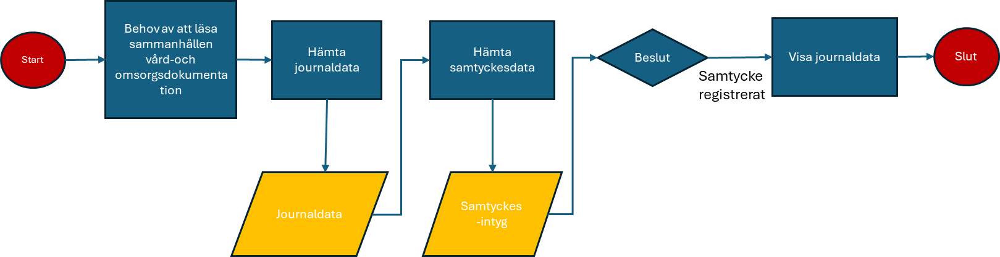 Start
Behov av att läsa
sammanhållen
vård-och
omsorgsdokumenta
tion
Hämta
journaldata
Hämta
samtyckesdata
Beslut
Samtycke
registrerat
Visa journaldata
Slut
Journaldata
Samtyckes
-intyg